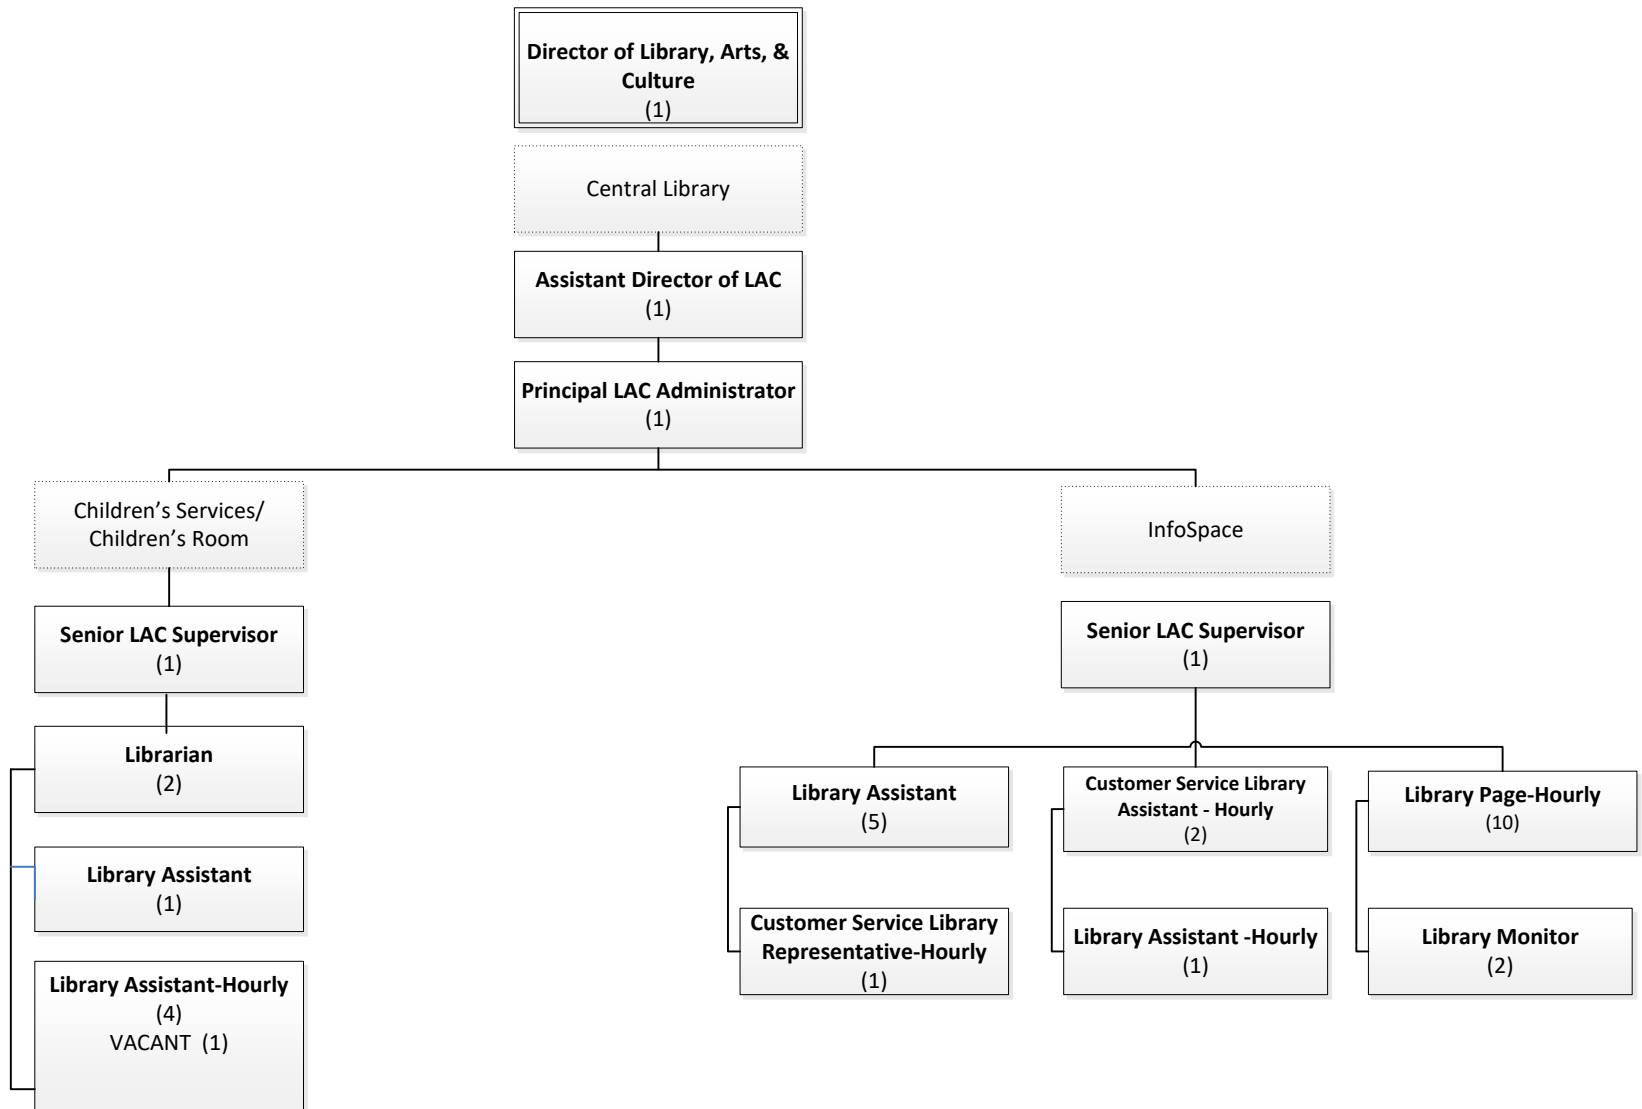 Director of Library, Arts, &
Culture
(1)
Central Library
Assistant Director of LAC
(1)
Principal LAC Administrator
(1)
Children’s Services/
Children’s Room
Senior LAC Supervisor
(1)
Librarian
(2)
Library Assistant
(1)
Library Assistant-Hourly
(4)
VACANT (1)
InfoSpace
Senior LAC Supervisor
(1)
Library Assistant
(5)
Customer Service Library
Representative-Hourly
(1)
Customer Service Library
Assistant - Hourly
(2)
Library Assistant -Hourly
(1)
Library Page-Hourly
(10)
Library Monitor
(2)